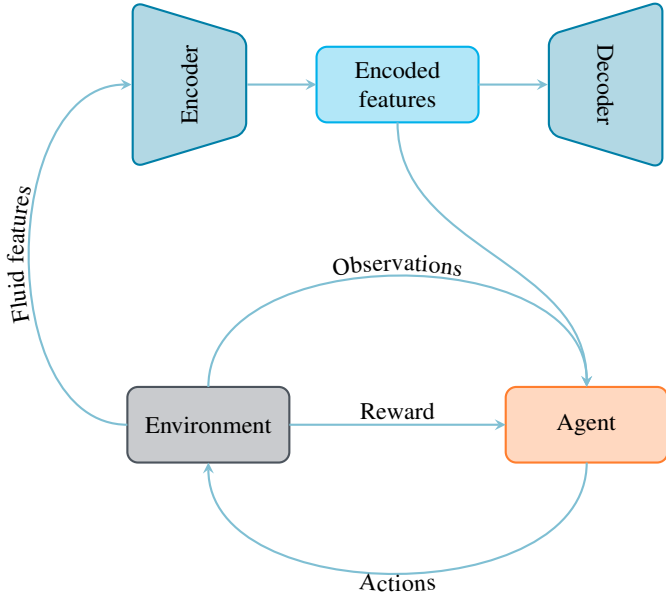 Encoder
Encoded
features
Decoder
Fluid features
Observations
Environment
Reward
Agent
Actions